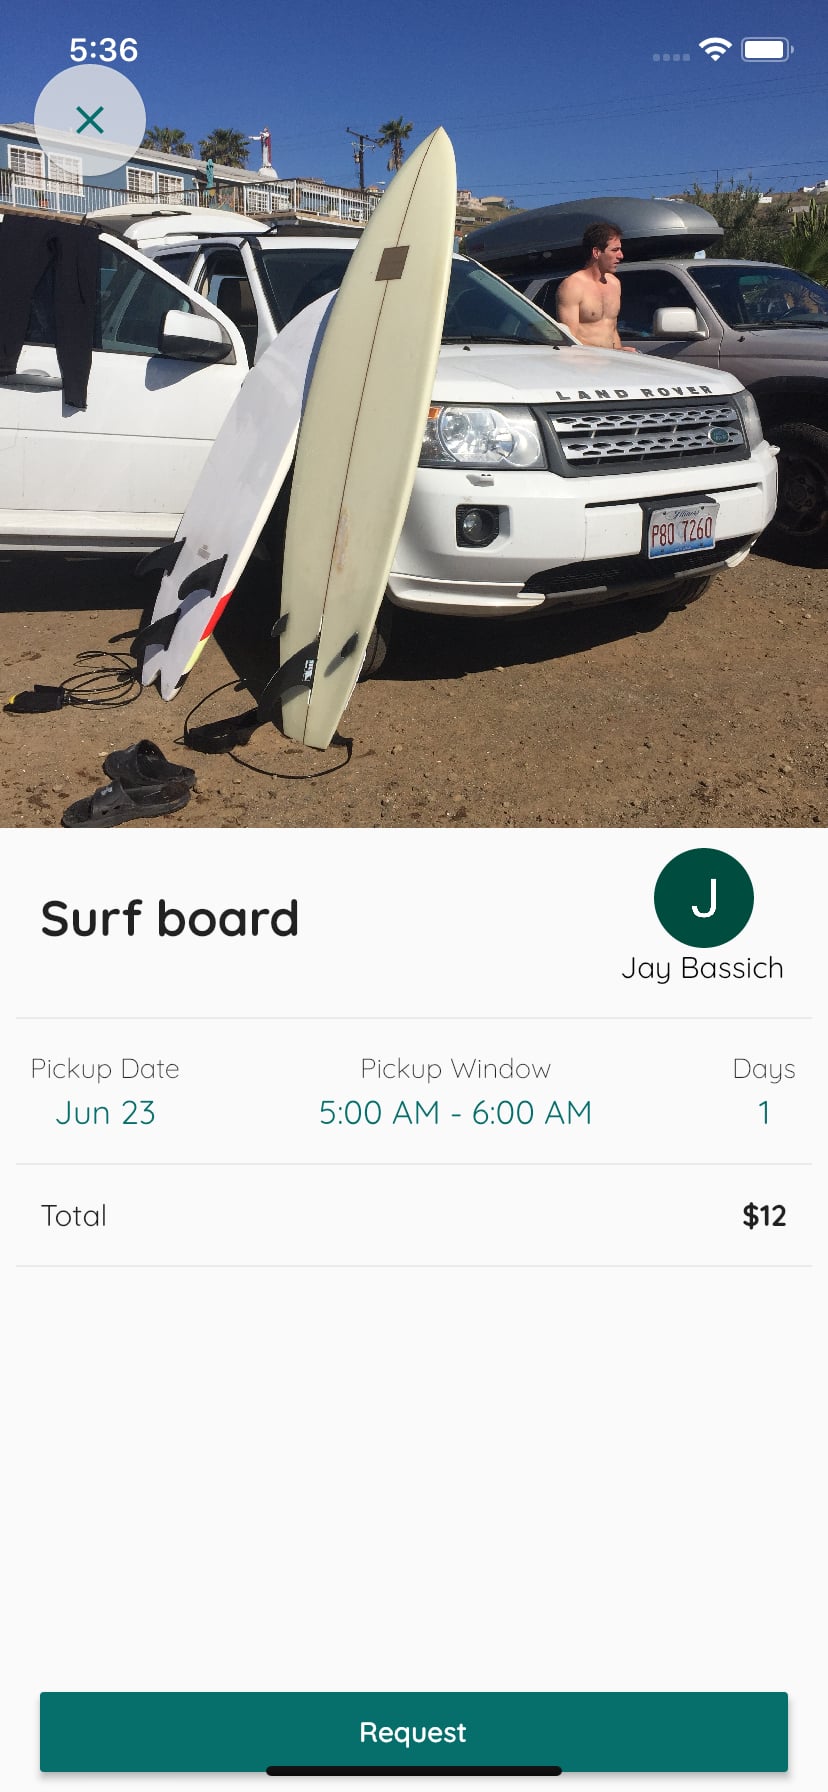 5:36
LAND ROVER
Illinois
P80 7260
Surf board
J
Jay Bassich
Pickup Date
Pickup Window
Days
Jun 23
5:00 AM - 6:00 AM
1
Total
$12
Request